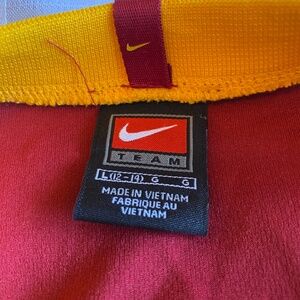 TEAM
L(12-14) G G
MADE IN VIETNAM
FABRIQUE AU
VIETNAM